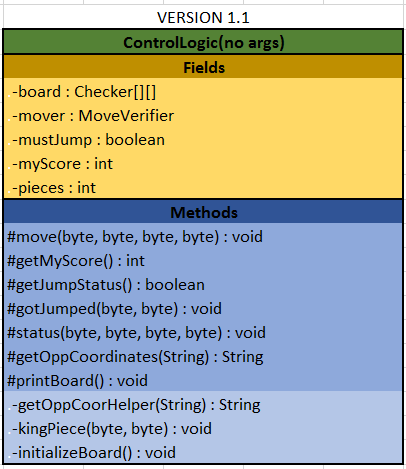 VERSION 1.1
ControlLogic(no args)
Fields
-board : Checker[][]
-mover : MoveVerifier
-mustJump : boolean
-myScore : int
-pieces : int
Methods
#move(byte, byte, byte, byte) : void
#getMyScore() : int
#getJumpStatus() : boolean
#gotJumped(byte, byte) : void
#status(byte, byte, byte, byte) : void
#getOppCoordinates(String) : String
#printBoard() : void
-getOppCoorHelper(String) : String
-kingPiece(byte, byte) : void
-initializeBoard() : void